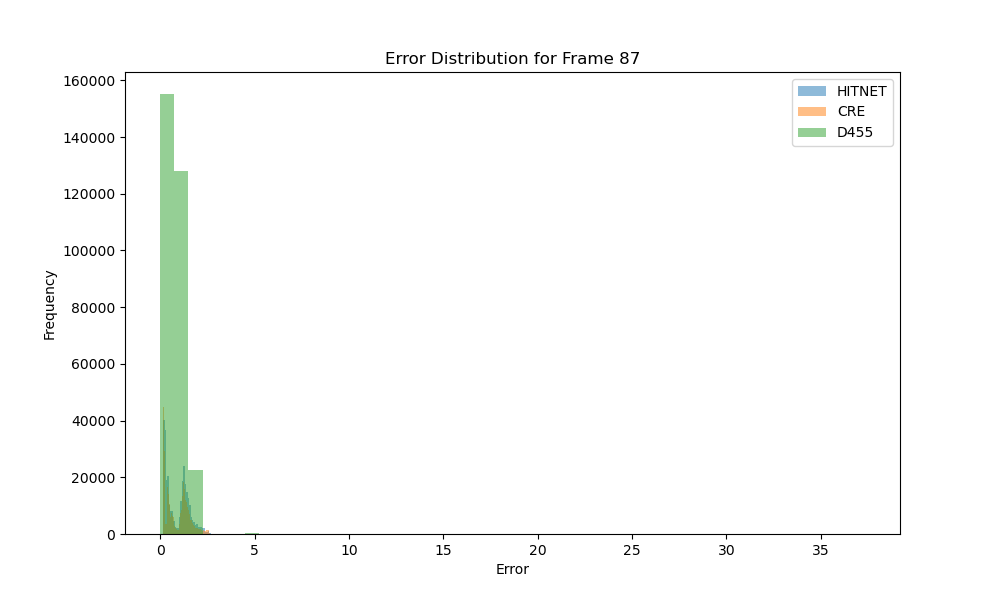 Error Distribution for Frame 87
160000
140000
120000
100000
80000
60000
40000
20000
0
Frequency
HITNET
CRE
D455
0 5 10 15 20 25 30 35
Error